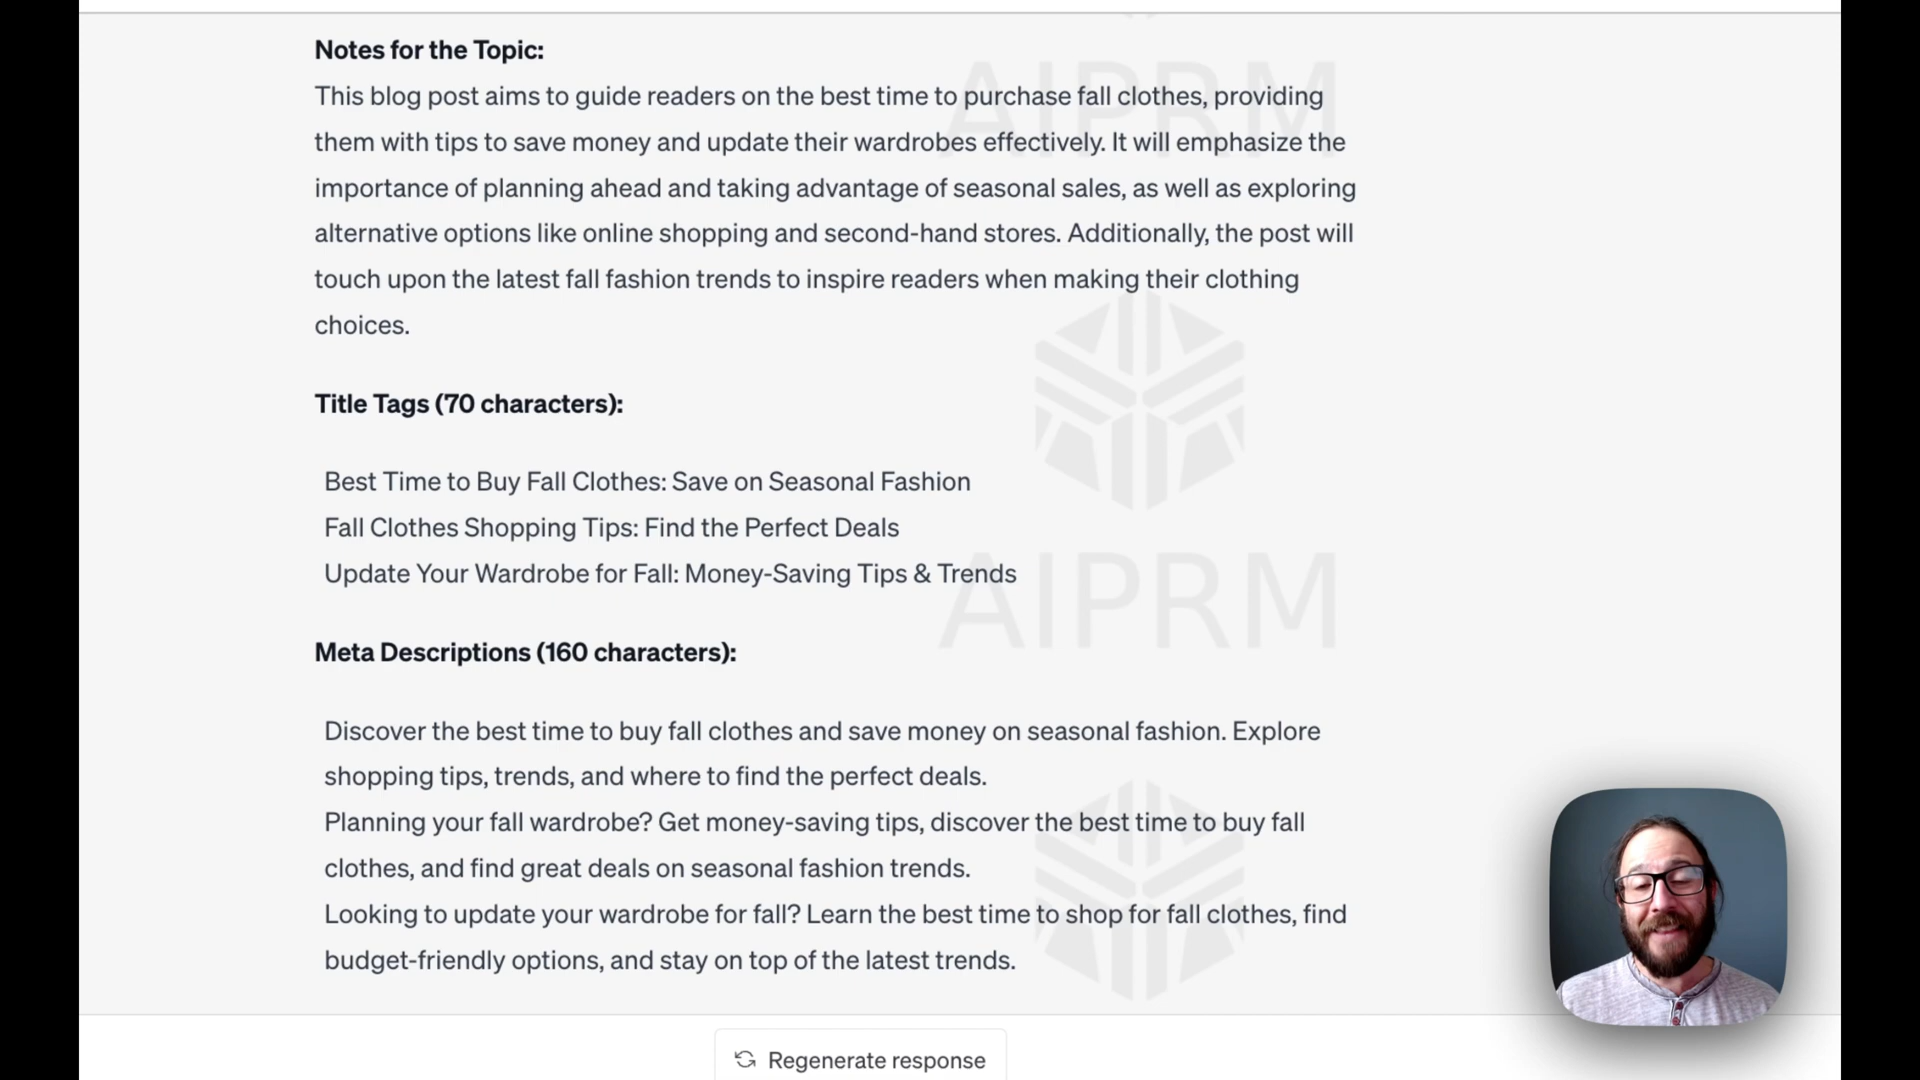 Notes for the Topic:
This blog post aims to guide readers on the best time to purchase fall clothes, providing
them with tips to save money and update their wardrobes effectively. It will emphasize the
importance of planning ahead and taking advantage of seasonal sales, as well as exploring
alternative options like online shopping and second-hand stores. Additionally, the post will
touch upon the latest fall fashion trends to inspire readers when making their clothing
choices.
Title Tags (70 characters):
Best Time to Buy Fall Clothes: Save on Seasonal Fashion
Fall Clothes Shopping Tips: Find the Perfect Deals
Update Your Wardrobe for Fall: Money-Saving Tips & Trends
Meta Descriptions (160 characters):
Discover the best time to buy fall clothes and save money on seasonal fashion. Explore
shopping tips, trends, and where to find the perfect deals.
Planning your fall wardrobe? Get money-saving tips, discover the best time to buy fall
clothes, and find great deals on seasonal fashion trends.
Looking to update your wardrobe for fall? Learn the best time to shop for fall clothes, find
budget-friendly options, and stay on top of the latest trends.
Regenerate response
AIPRM
AIPRM